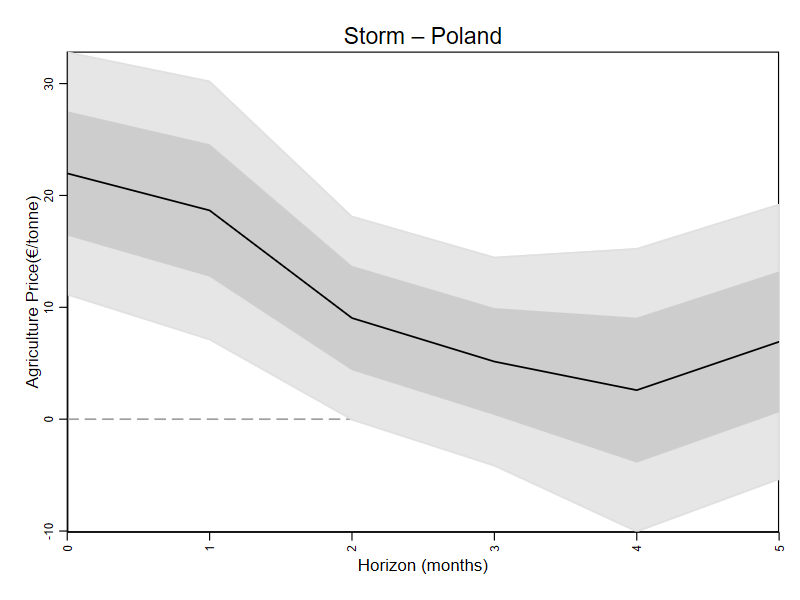 Storm – Poland
Agriculture Price(€/tonne)
30
20
10
0
-10
0 1 2 3 4 5
Horizon (months)